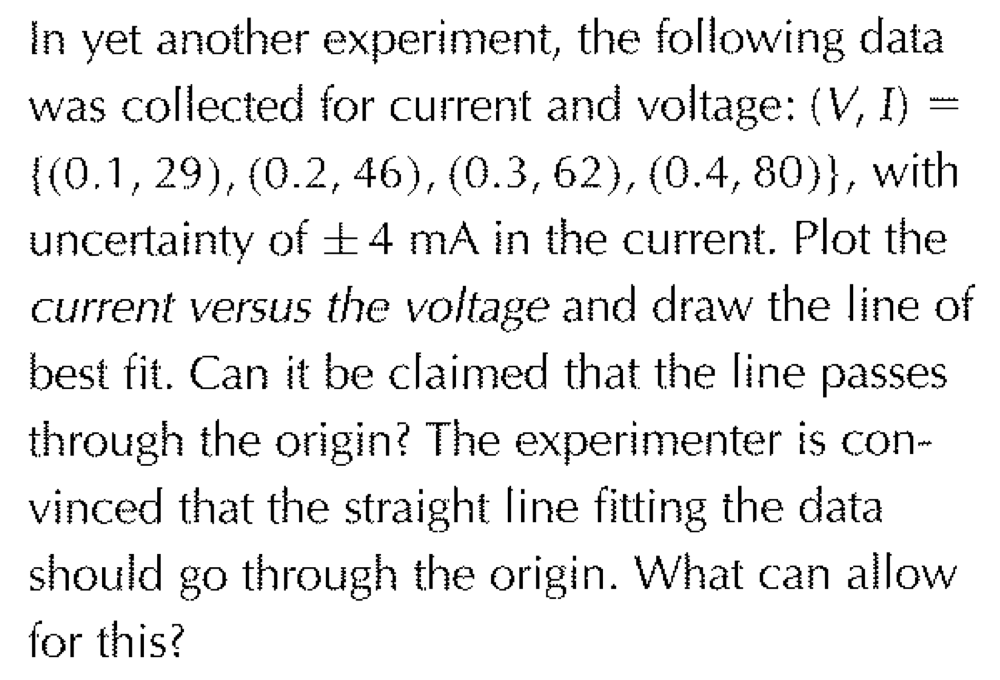 In yet another experiment, the following data
was collected for current and voltage: (V, I) =
{(0.1, 29), (0.2, 46), (0.3, 62), (0.4, 80)}, with
uncertainty of ±4 mA in the current. Plot the
current versus the voltage and draw the line of
best fit. Can it be claimed that the line passes
through the origin? The experimenter is con-
vinced that the straight line fitting the data
should go through the origin. What can allow
for this?